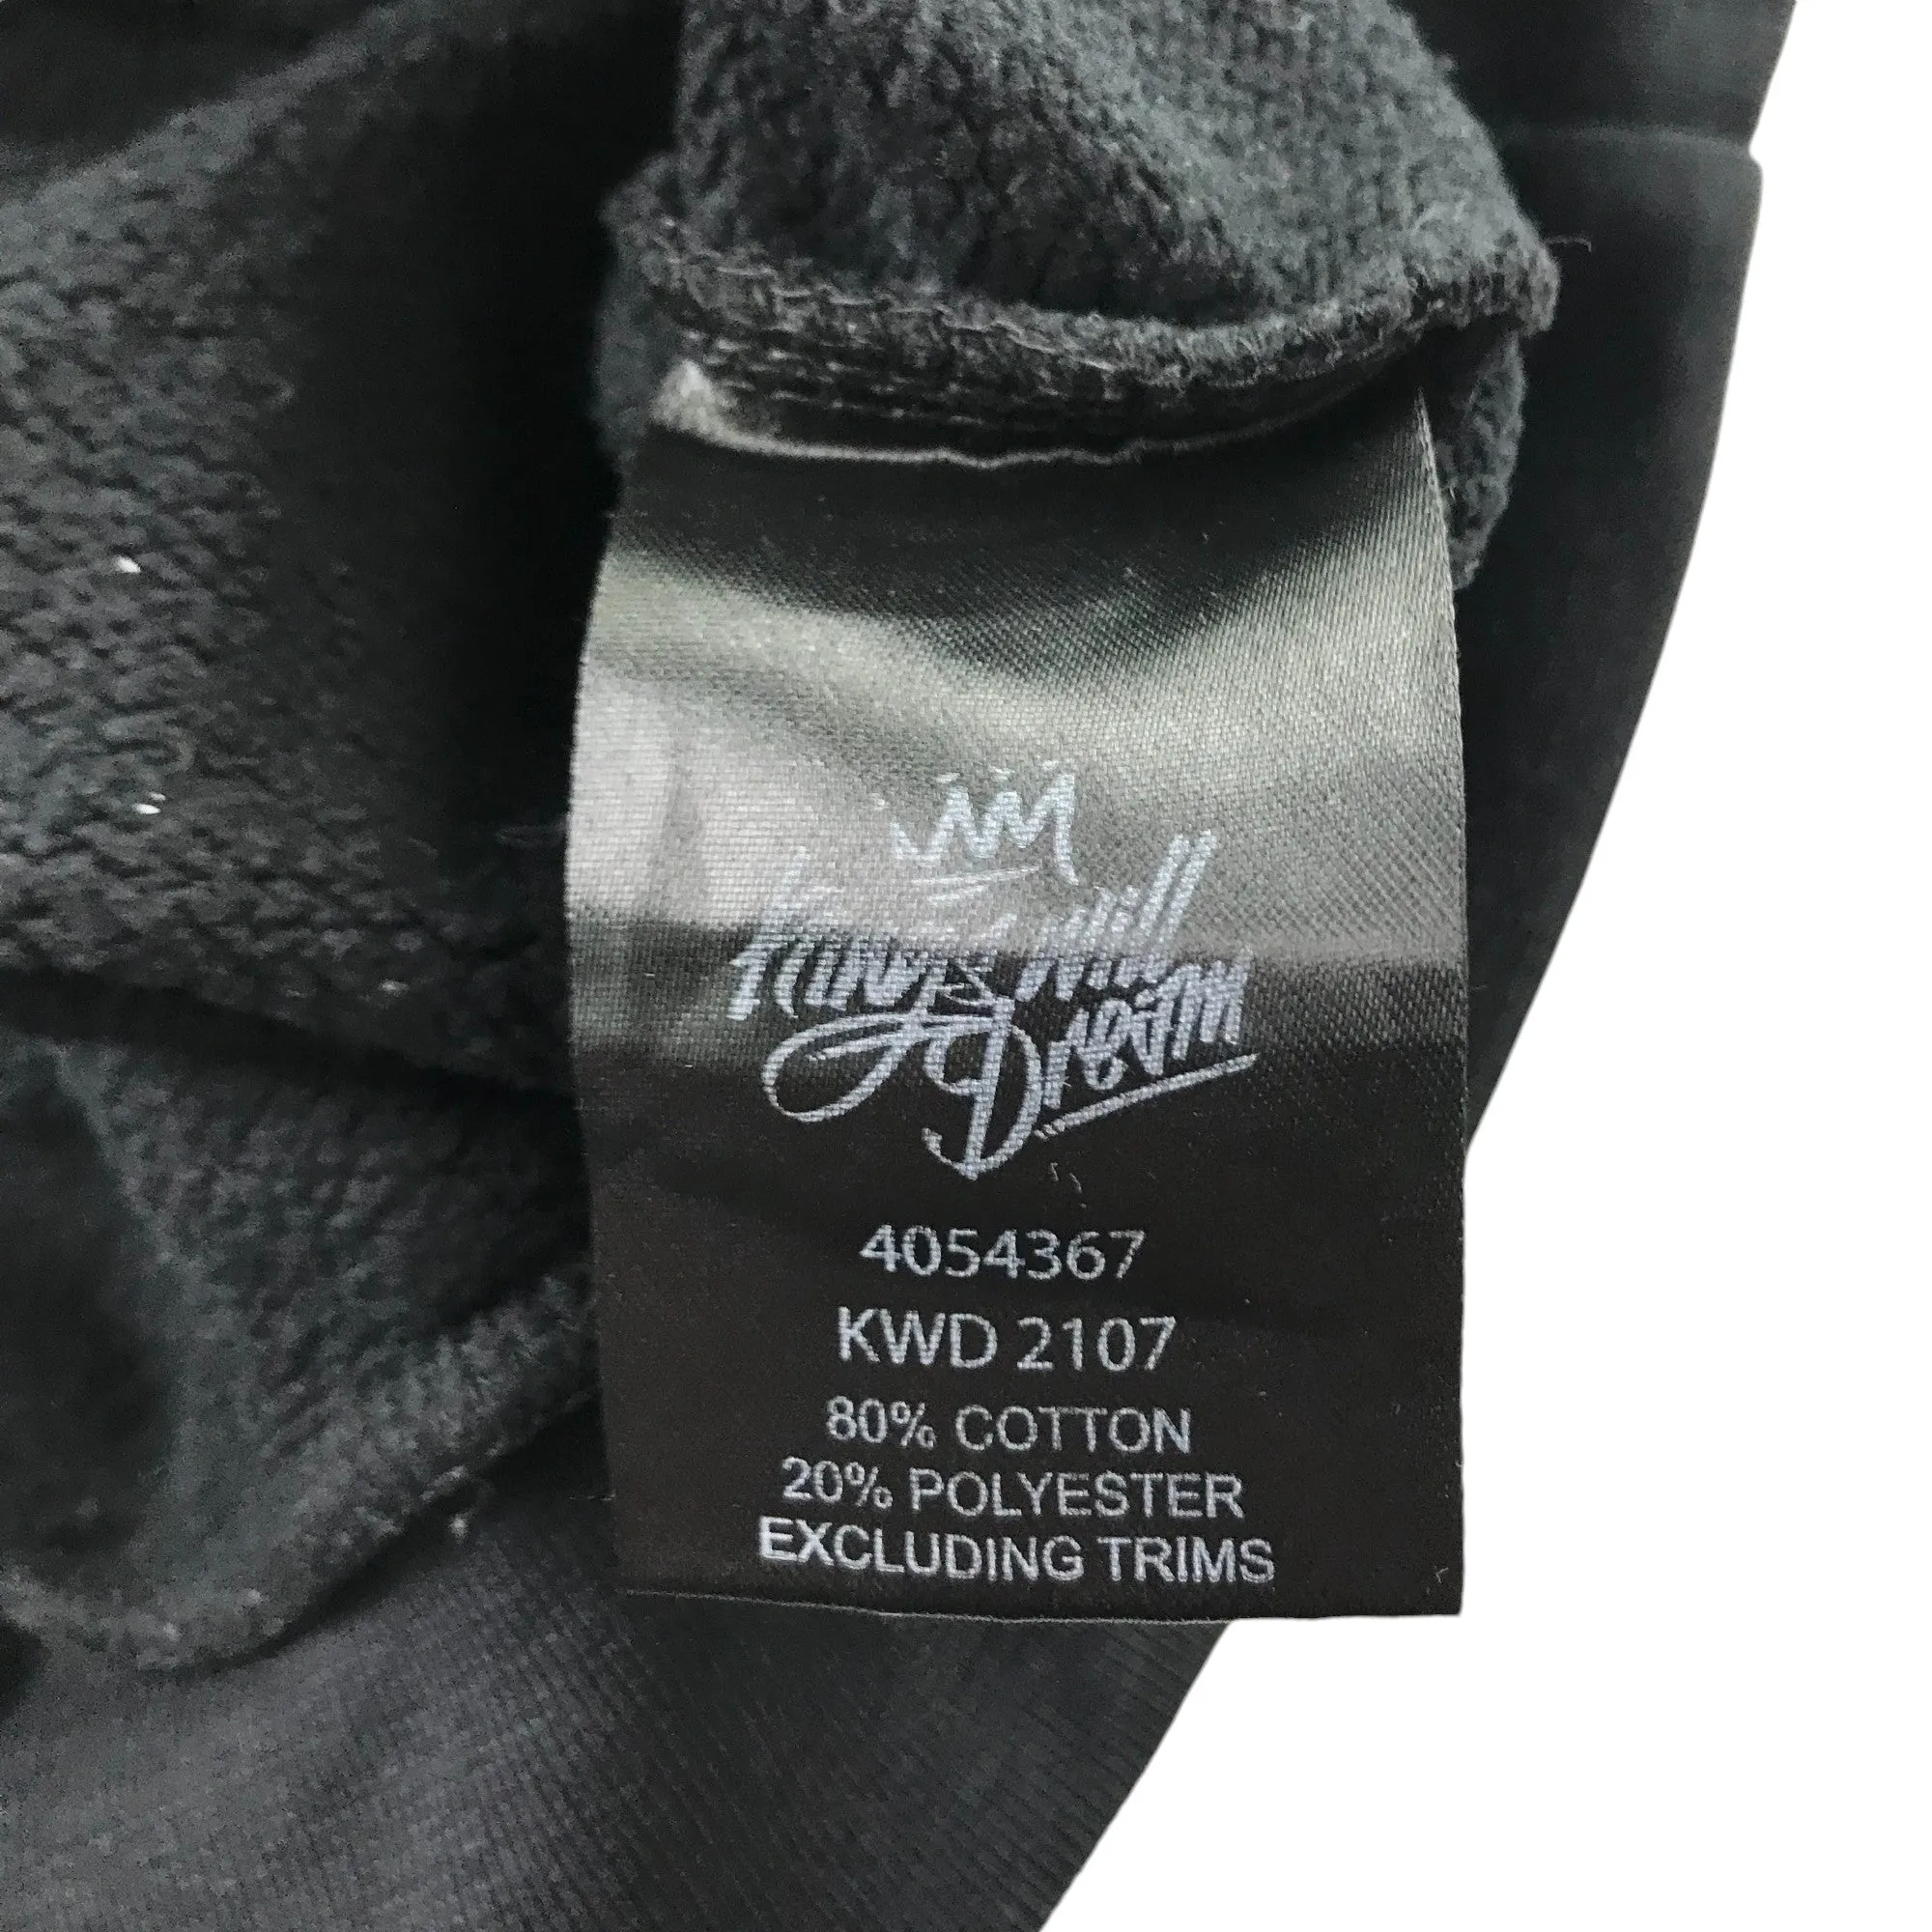 Kings Will
Dream
4054367
KWD 2107
80% COTTON
20% POLYESTER
EXCLUDING TRIMS